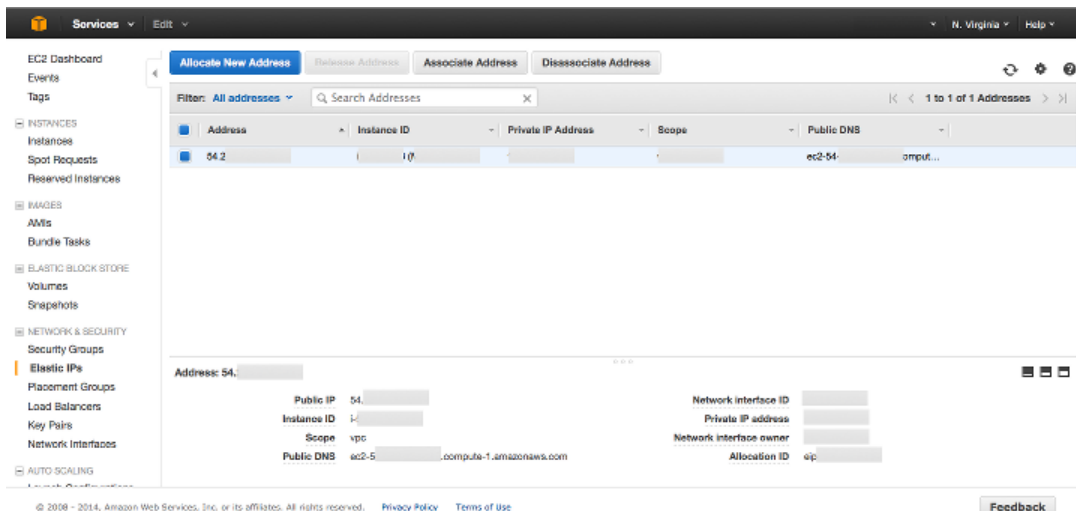 Services Edit N. Virginia Help
EC2 Dashboard
Events
Tags
INSTANCES
Instances
Spot Requests
Reserved Instances
IMAGES
AMIs
Bundle Tasks
ELASTIC BLOCK STORE
Volumes
Snapshots
NETWORK & SECURITY
Security Groups
Elastic IPs
Placement Groups
Load Balancers
Key Pairs
Network Interfaces
AUTO SCALING
Allocate New Address Release Address Associate Address Disassociate Address
Filter: All addresses Search Addresses 1 to 1 of 1 Addresses
Address Instance ID Private IP Address Scope Public DNS
54.2 ec2-54- omput...
Address: 54.
Public IP 54. Network interface ID
Instance ID i- Private IP address
Scope vpc Network interface owner
Public DNS ec2-5 .compute-1.amazonaws.com Allocation ID eip
© 2008 - 2014, Amazon Web Services, Inc. or its affiliates. All rights reserved. Privacy Policy Terms of Use Feedback